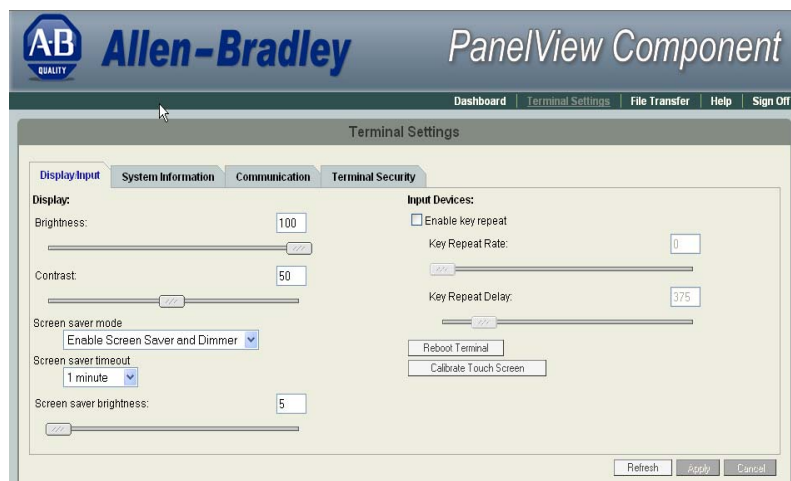 A·B
QUALITY
Allen-Bradley
PanelView Component
Dashboard | Terminal Settings | File Transfer | Help | Sign Off
Terminal Settings
Display/Input
System Information
Communication
Terminal Security
Display:
Brightness:
100
Contrast:
50
Screen saver mode
Enable Screen Saver and Dimmer
Screen saver timeout
1 minute
Screen saver brightness:
5
Input Devices:
Enable key repeat
Key Repeat Rate:
0
Key Repeat Delay:
375
Reboot Terminal
Calibrate Touch Screen
Refresh
Apply
Cancel